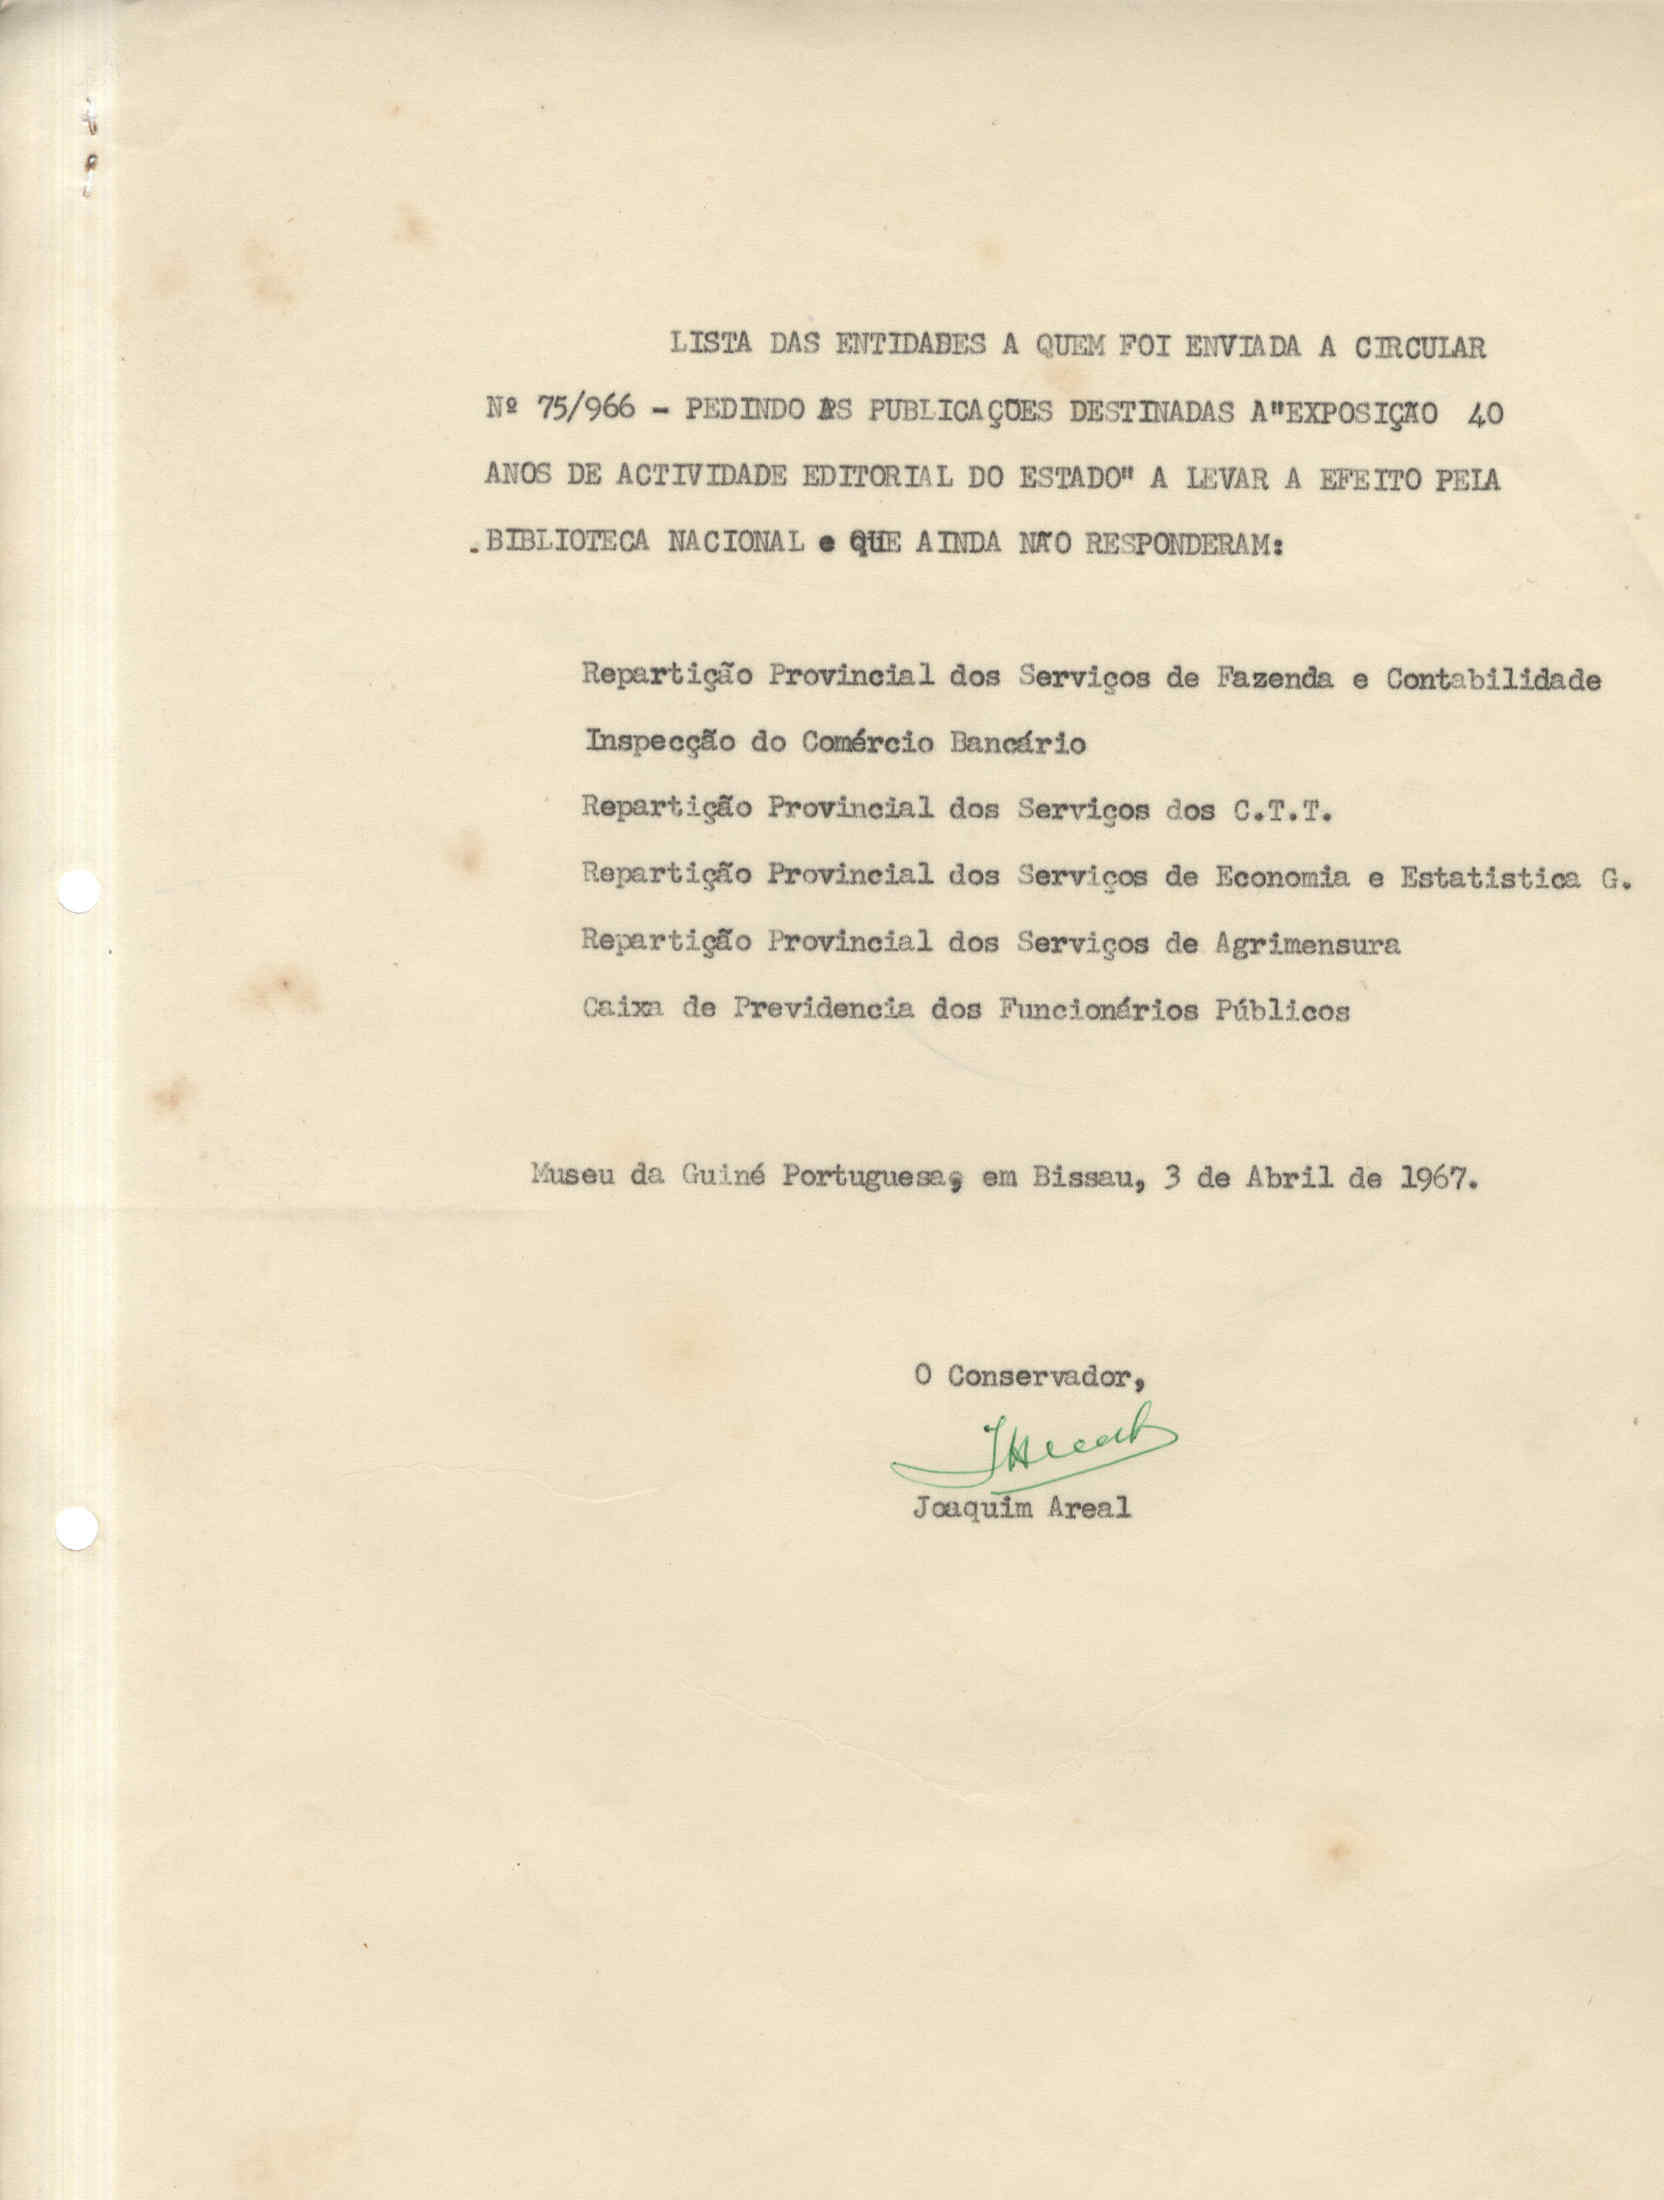 LISTA DAS ENTIDADES A QUEM FOI ENVIADA A CIRCULAR
Nº 75/966 - PEDINDO AS PUBLICAÇÕES DESTINADAS A"EXPOSIÇÃO 40
ANOS DE ACTIVIDADE EDITORIAL DO ESTADO" A LEVAR A EFEITO PELA
.BIBLIOTECA NACIONAL e QUE AINDA NÃO RESPONDERAM:
Repartição Provincial dos Serviços de Fazenda e Contabilidade
Inspecção do Comércio Bancário
Repartição Provincial dos Serviços dos C.T.T.
Repartição Provincial dos Serviços de Economia e Estatistica G.
Repartição Provincial dos Serviços de Agrimensura
Caixa de Previdencia dos Funcionários Públicos
Museu da Guiné Portuguesa, em Bissau, 3 de Abril de 1967.
O Conservador,
JAreal
Joaquim Areal